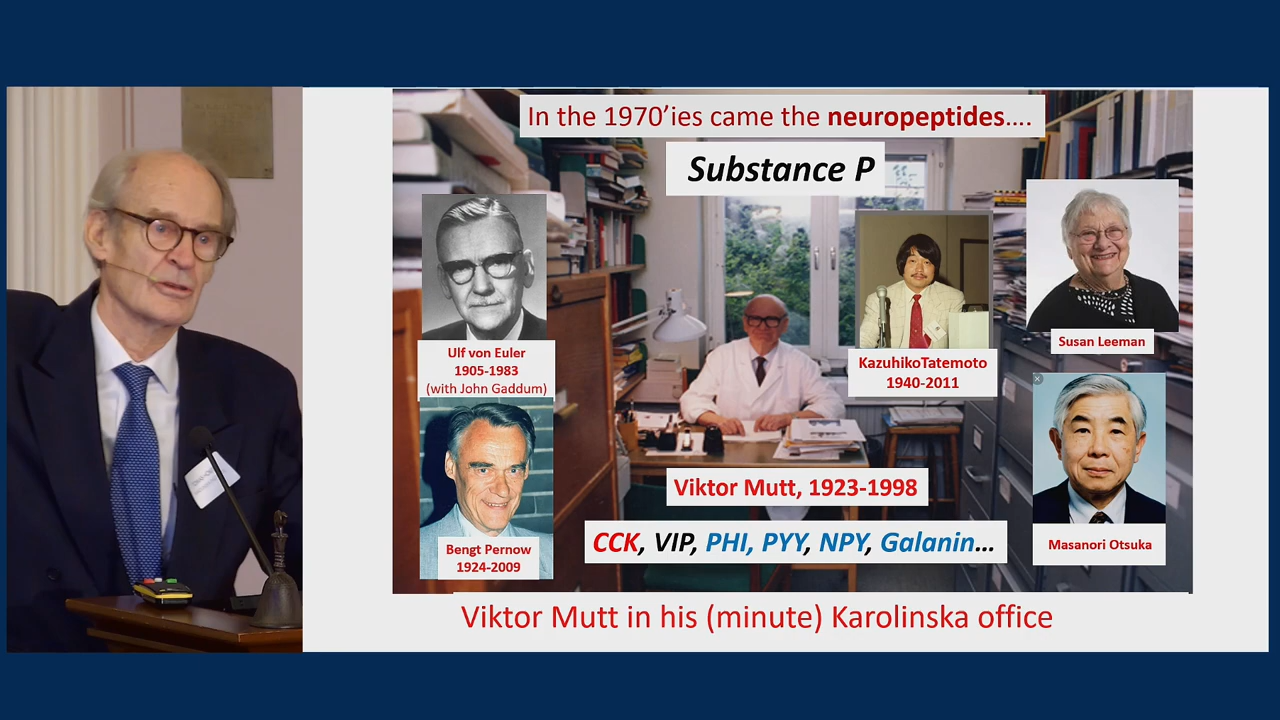 In the 1970'ies came the neuropeptides....
Substance P
Ulf von Euler
1905-1983
(with John Gaddum)
KazuhikoTatemoto
1940-2011
Susan Leeman
Bengt Pernow
1924-2009
Viktor Mutt, 1923-1998
CCK, VIP, PHI, PYY, NPY, Galanin...
Masanori Otsuka
Viktor Mutt in his (minute) Karolinska office